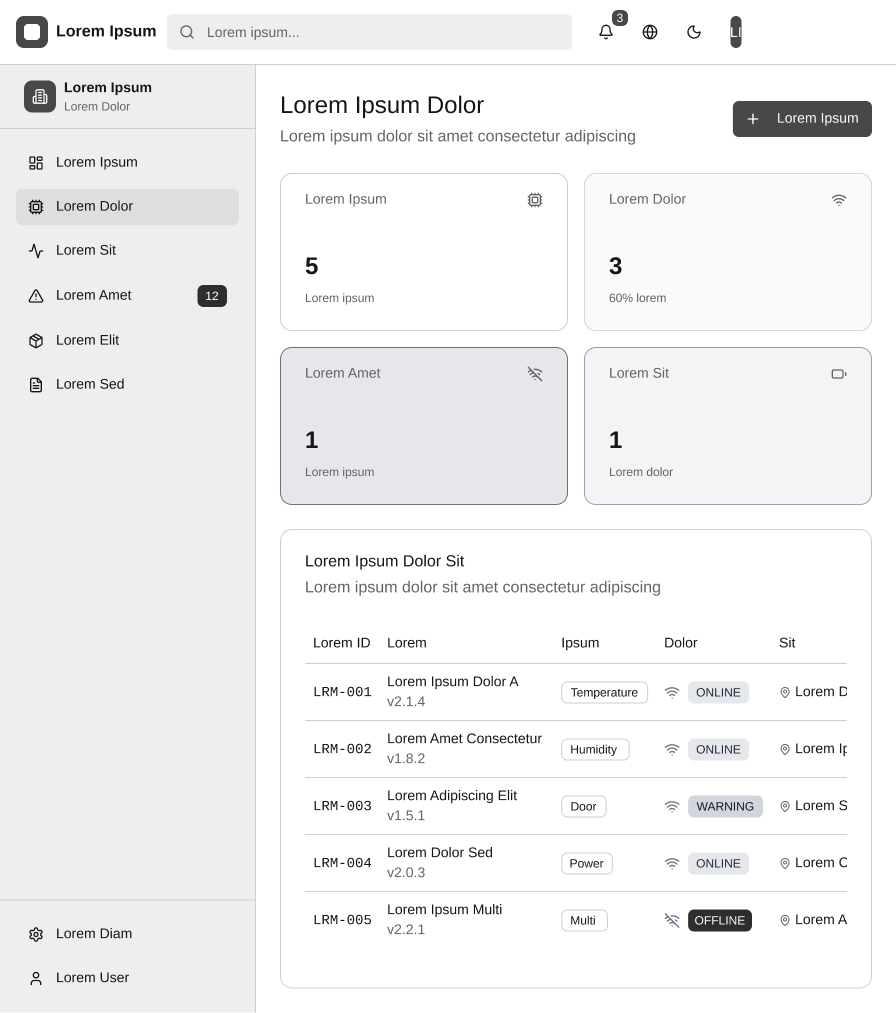 Lorem Ipsum
Lorem ipsum...
3
LI
Lorem Ipsum
Lorem Dolor
Lorem Ipsum
Lorem Dolor
Lorem Sit
Lorem Amet
12
Lorem Elit
Lorem Sed
Lorem Diam
Lorem User
Lorem Ipsum Dolor
Lorem ipsum dolor sit amet consectetur adipiscing
Lorem Ipsum
Lorem Ipsum
5
Lorem ipsum
Lorem Dolor
3
60% lorem
Lorem Amet
1
Lorem ipsum
Lorem Sit
1
Lorem dolor
Lorem Ipsum Dolor Sit
Lorem ipsum dolor sit amet consectetur adipiscing
Lorem ID Lorem Ipsum Dolor Sit
LRM-001 Lorem Ipsum Dolor A Temperature ONLINE Lorem D
v2.1.4
LRM-002 Lorem Amet Consectetur Humidity ONLINE Lorem Ip
v1.8.2
LRM-003 Lorem Adipiscing Elit Door WARNING Lorem S
v1.5.1
LRM-004 Lorem Dolor Sed Power ONLINE Lorem
v2.0.3
LRM-005 Lorem Ipsum Multi Multi OFFLINE Lorem A
v2.2.1